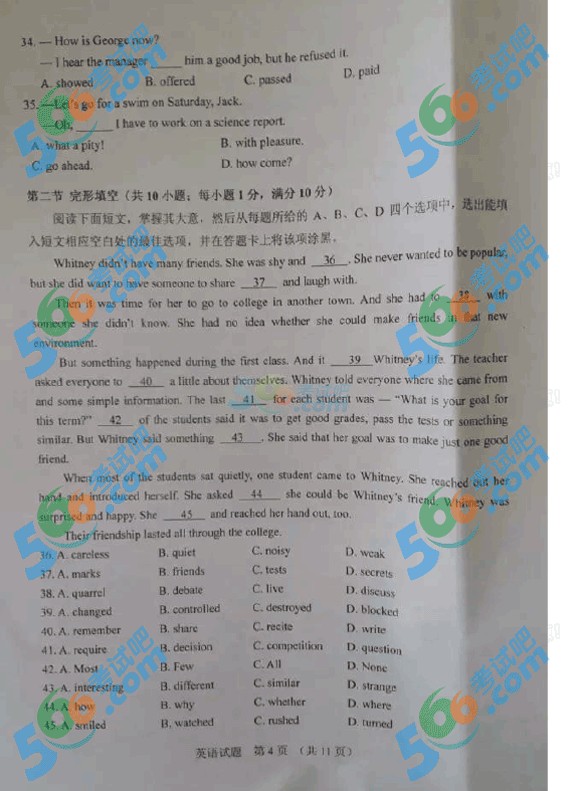 34. — How is George now?
— I hear the manager _____ him a good job, but he refused it.
A. showed B. offered C. passed D. paid
35. —Let's go for a swim on Saturday, Jack.
—Oh, _____ I have to work on a science report.
A. what a pity! B. with pleasure.
C. go ahead. D. how come?
第二节 完形填空（共 10 小题；每小题 1 分，满分 10 分）
阅读下面短文，掌握其大意，然后从每题所给的 A、B、C、D 四个选项中，选出能填
入短文相应空白处的最佳选项，并在答题卡上将该项涂黑。
Whitney didn't have many friends. She was shy and 36 . She never wanted to be popular,
but she did want to have someone to share 37 and laugh with.
Then it was time for her to go to college in another town. And she had to 38 with
someone she didn't know. She had no idea whether she could make friends in that new
environment.
But something happened during the first class. And it 39 Whitney's life. The teacher
asked everyone to 40 a little about themselves. Whitney told everyone where she came from
and some simple information. The last 41 for each student was — “What is your goal for
this term?” 42 of the students said it was to get good grades, pass the tests or something
similar. But Whitney said something 43 . She said that her goal was to make just one good
friend.
When most of the students sat quietly, one student came to Whitney. She reached out her
hand and introduced herself. She asked 44 she could be Whitney's friend. Whitney was
surprised and happy. She 45 and reached her hand out, too.
Their friendship lasted all through the college.
36. A. careless B. quiet C. noisy D. weak
37. A. marks B. friends C. tests D. secrets
38. A. quarrel B. debate C. live D. discuss
39. A. changed B. controlled C. destroyed D. blocked
40. A. remember B. share C. recite D. write
41. A. require B. decision C. competition D. question
42. A. Most B. Few C. All D. None
43. A. interesting B. different C. similar D. strange
44. A. how B. why C. whether D. where
45. A. smiled B. watched C. rushed D. turned
英语试题 第 4 页 （共 11 页）
566考试吧.com